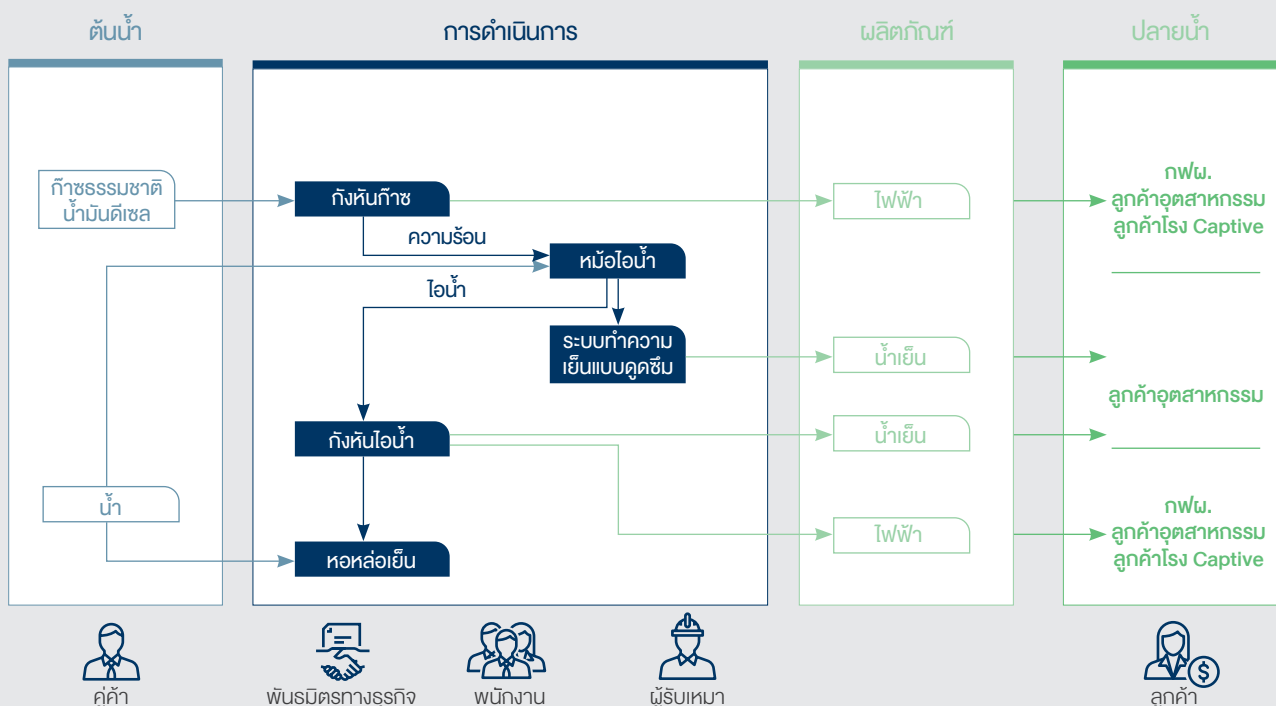 ต้นน้ำ
การดำเนินการ
ผลิตภัณฑ์
ปลายน้ำ
ก๊าซธรรมชาติ
น้ำมันดีเซล
กังหันก๊าซ
ไฟฟ้า
กฟผ.
ลูกค้าอุตสาหกรรม
ลูกค้าโรง Captive
ความร้อน
หม้อไอน้ำ
ไอน้ำ
ระบบทำความ
เย็นแบบดูดซึม
น้ำเย็น
ลูกค้าอุตสาหกรรม
กังหันไอน้ำ
น้ำเย็น
น้ำ
หอหล่อเย็น
ไฟฟ้า
กฟผ.
ลูกค้าอุตสาหกรรม
ลูกค้าโรง Captive
คู่ค้า
พันธมิตรทางธุรกิจ
พนักงาน
ผู้รับเหมา
$
ลูกค้า